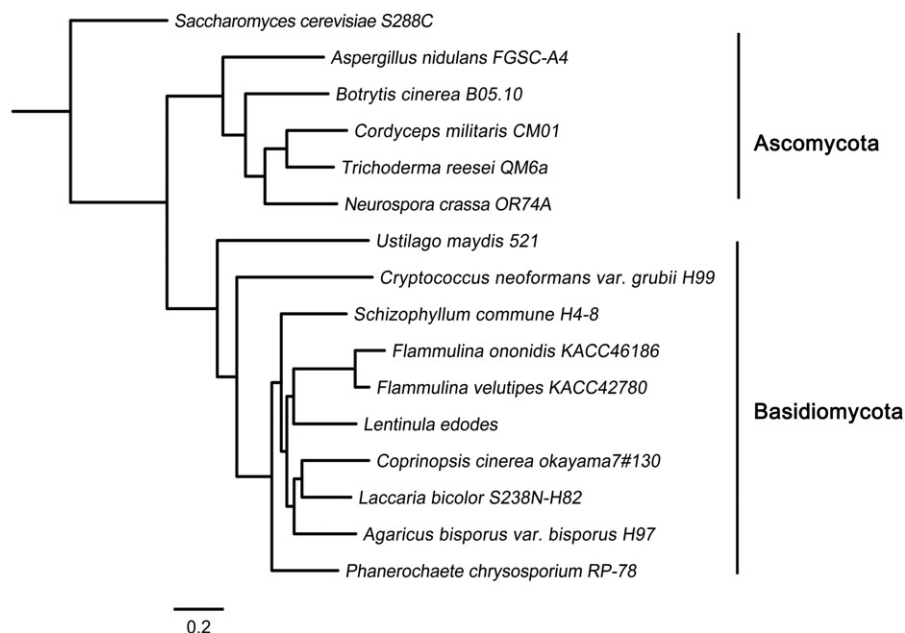 Saccharomyces cerevisiae S288C
Aspergillus nidulans FGSC-A4
Botrytis cinerea B05.10
Cordyceps militaris CM01
Ascomycota
Trichoderma reesei QM6a
Neurospora crassa OR74A
Ustilago maydis 521
Cryptococcus neoformans var. grubii H99
Schizophyllum commune H4-8
Flammulina ononidis KACC46186
Flammulina velutipes KACC42780
Basidiomycota
Lentinula edodes
Coprinopsis cinerea okayama7#130
Laccaria bicolor S238N-H82
Agaricus bisporus var. bisporus H97
Phanerochaete chrysosporium RP-78
0.2